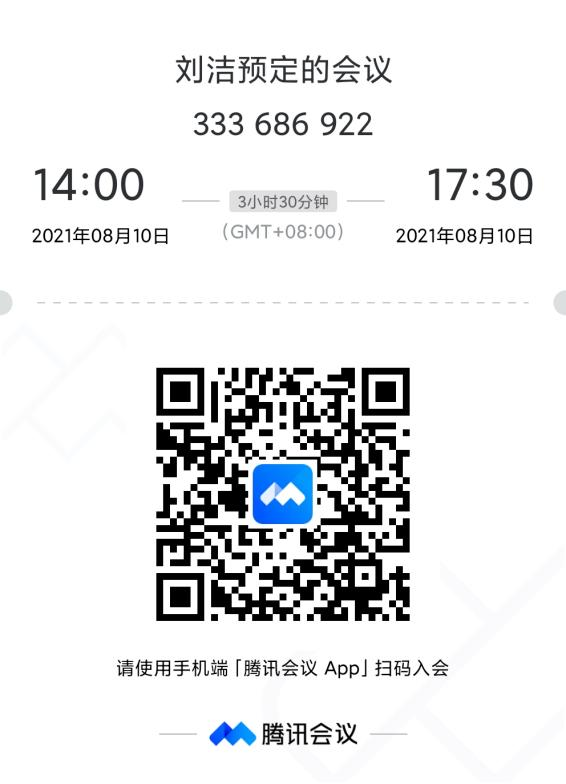 刘洁预定的会议
333 686 922
14:00
3小时30分钟
17:30
2021年08月10日
(GMT+08:00)
2021年08月10日
请使用手机端「腾讯会议 App」扫码入会
腾讯会议